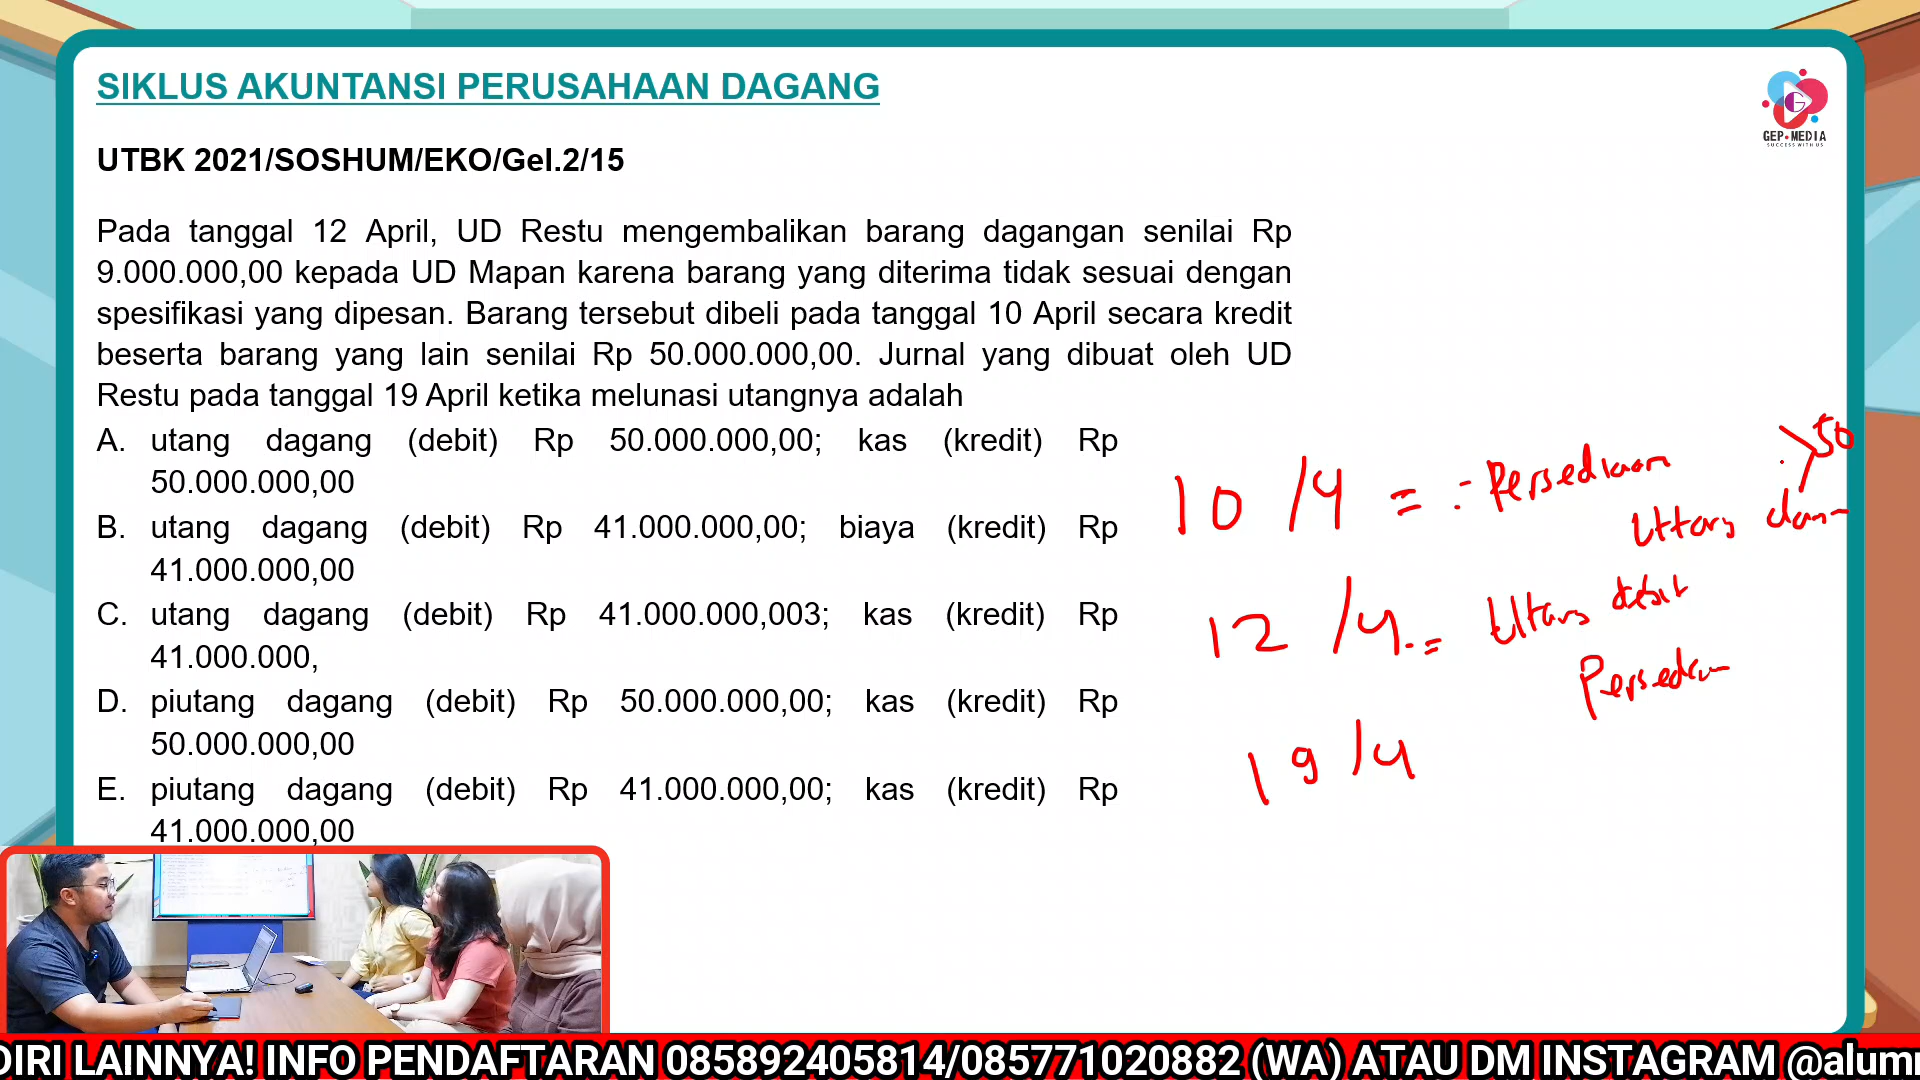 SIKLUS AKUNTANSI PERUSAHAAN DAGANG
GEP MEDIA
SUCCESS WITH US
UTBK 2021/SOSHUM/EKO/Gel.2/15
Pada tanggal 12 April, UD Restu mengembalikan barang dagangan senilai Rp
9.000.000,00 kepada UD Mapan karena barang yang diterima tidak sesuai dengan
spesifikasi yang dipesan. Barang tersebut dibeli pada tanggal 10 April secara kredit
beserta barang yang lain senilai Rp 50.000.000,00. Jurnal yang dibuat oleh UD
Restu pada tanggal 19 April ketika melunasi utangnya adalah
A. utang dagang (debit) Rp 50.000.000,00; kas (kredit) Rp
50.000.000,00
B. utang dagang (debit) Rp 41.000.000,00; biaya (kredit) Rp
41.000.000,00
C. utang dagang (debit) Rp 41.000.000,003; kas (kredit) Rp
41.000.000,
D. piutang dagang (debit) Rp 50.000.000,00; kas (kredit) Rp
50.000.000,00
E. piutang dagang (debit) Rp 41.000.000,00; kas (kredit) Rp
41.000.000,00
10/4 = Persediaan 50
Utang
12/4 = Utang debit
19/4
DIRI LAINNYA! INFO PENDAFTARAN 085892405814/085771020882 (WA) ATAU DM INSTAGRAM @alum